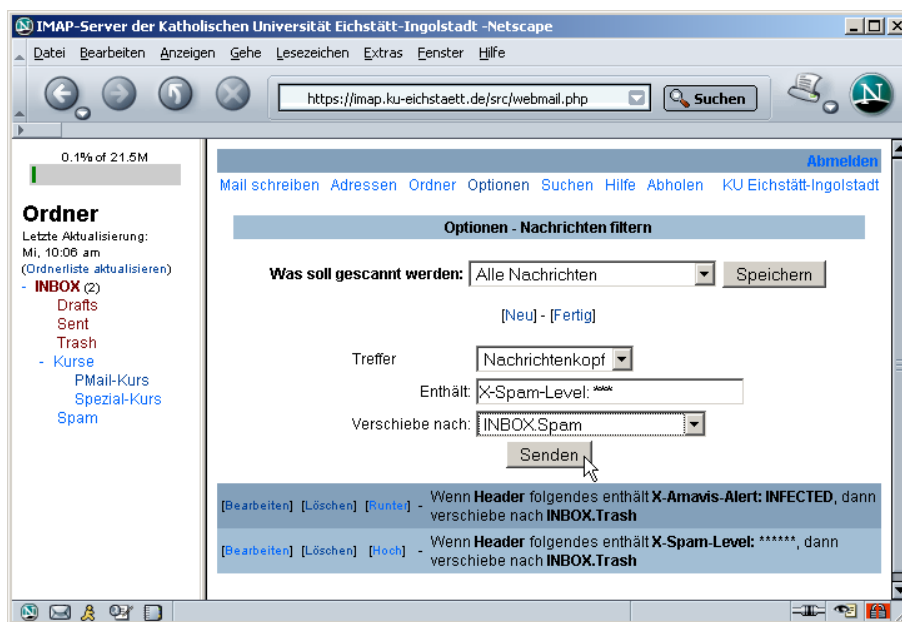 IMAP-Server der Katholischen Universität Eichstätt-Ingolstadt -Netscape
Datei Bearbeiten Anzeigen Gehe Lesezeichen Extras Fenster Hilfe
https://imap.ku-eichstaett.de/src/webmail.php Suchen N
0.1% of 21.5M
Abmelden
Mail schreiben Adressen Ordner Optionen Suchen Hilfe Abholen KU Eichstätt-Ingolstadt
Ordner
Letzte Aktualisierung:
Mi, 10:06 am
(Ordnerliste aktualisieren)
- INBOX (2)
Drafts
Sent
Trash
- Kurse
PMail-Kurs
Spezial-Kurs
Spam
Optionen - Nachrichten filtern
Was soll gescannt werden: Alle Nachrichten Speichern
[Neu] - [Fertig]
Treffer Nachrichtenkopf
Enthält: X-Spam-Level: ****
Verschiebe nach: INBOX.Spam
Senden
[Bearbeiten] [Löschen] [Runter] - Wenn Header folgendes enthält X-Amavis-Alert: INFECTED, dann
verschiebe nach INBOX.Trash
[Bearbeiten] [Löschen] [Hoch] - Wenn Header folgendes enthält X-Spam-Level: ******, dann
verschiebe nach INBOX.Trash